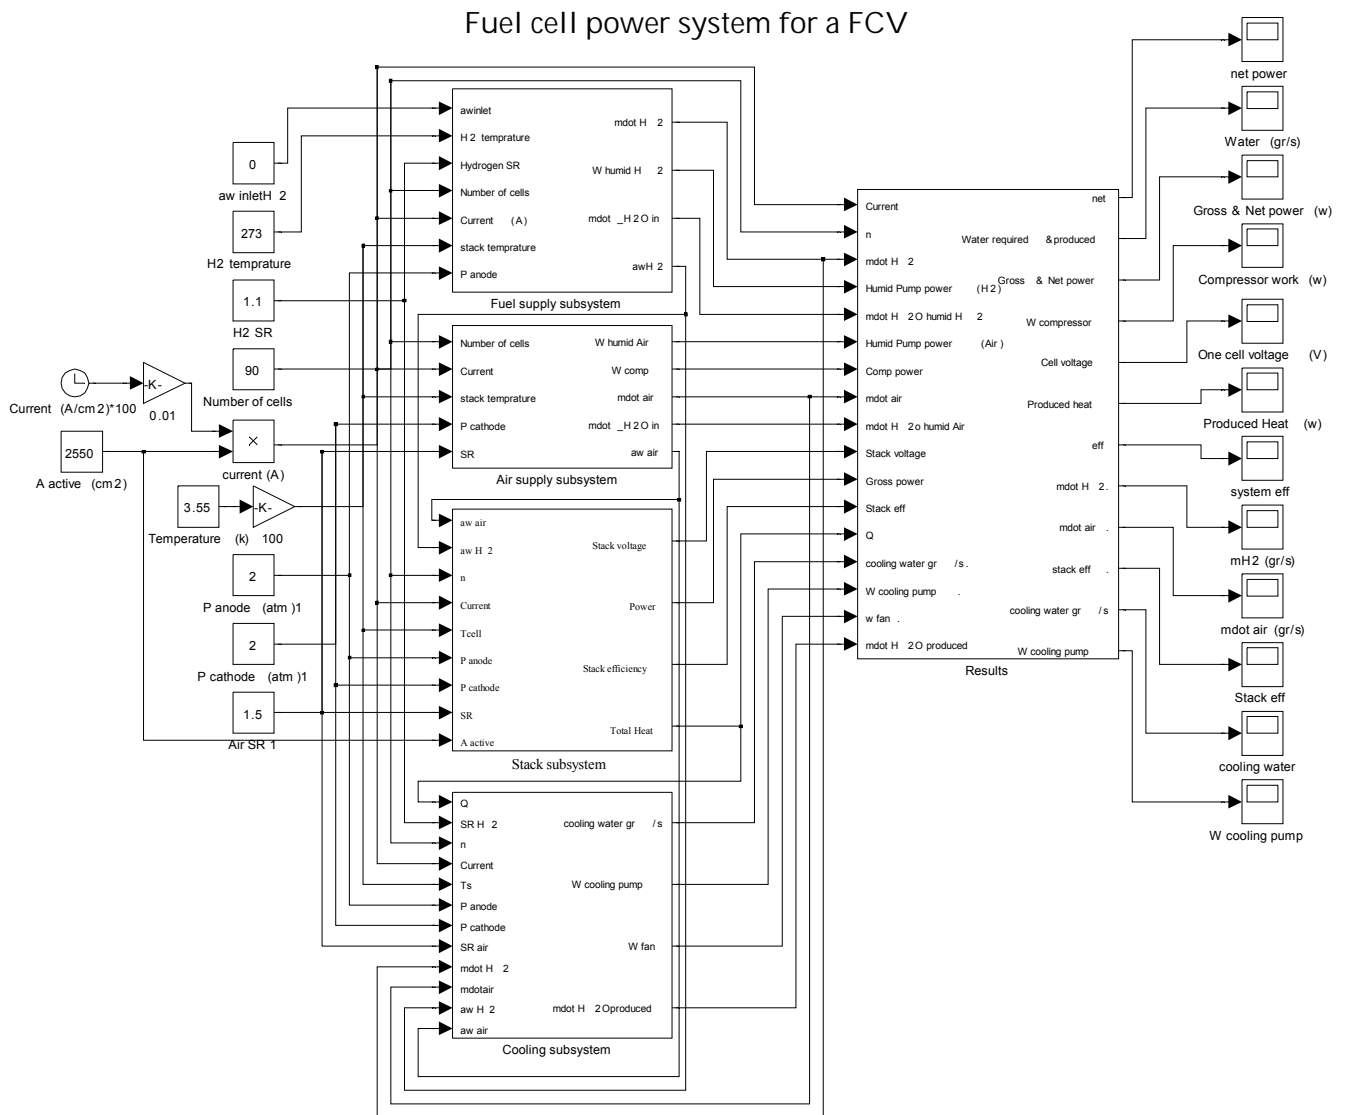 Fuel cell power system for a FCV
net power
Water (gr/s)
Gross & Net power (w)
Compressor work (w)
One cell voltage (V)
Produced Heat (w)
system eff
mH2 (gr/s)
mdot air (gr/s)
Stack eff
cooling water
W cooling pump
0
aw inletH 2
273
H2 temprature
1.1
H2 SR
90
Number of cells
-K-
0.01
Current (A/cm2)*100
2550
A active (cm2)
×
current (A)
3.55
Temperature (k)
-K-
100
2
P anode (atm )1
2
P cathode (atm )1
1.5
Air SR 1
awinlet
H 2 temprature
Hydrogen SR
Number of cells
Current (A)
stack temprature
P anode
mdot H 2
W humid H 2
mdot _H2O in
awH 2
Fuel supply subsystem
Number of cells
Current
stack temprature
P cathode
SR
W humid Air
W comp
mdot air
mdot _H2O in
aw air
Air supply subsystem
aw air
aw H 2
n
Current
Tcell
P anode
P cathode
SR
A active
Stack voltage
Power
Stack efficiency
Total Heat
Stack subsystem
Q
SR H 2
n
Current
Ts
P anode
P cathode
SR air
mdot H 2
mdotair
aw H 2
aw air
cooling water gr /s
W cooling pump
W fan
mdot H 2Oproduced
Cooling subsystem
Current
n
mdot H 2
Humid Pump power (H2)
mdot H 2O humid H 2
Humid Pump power (Air )
Comp power
mdot air
mdot H 2o humid Air
Stack voltage
Gross power
Stack eff
Q
cooling water gr /s .
W cooling pump .
w fan .
mdot H 2O produced
net
Water required &produced
Gross & Net power
W compressor
Cell voltage
Produced heat
eff
mdot H 2.
mdot air .
stack eff .
cooling water gr /s
W cooling pump
Results